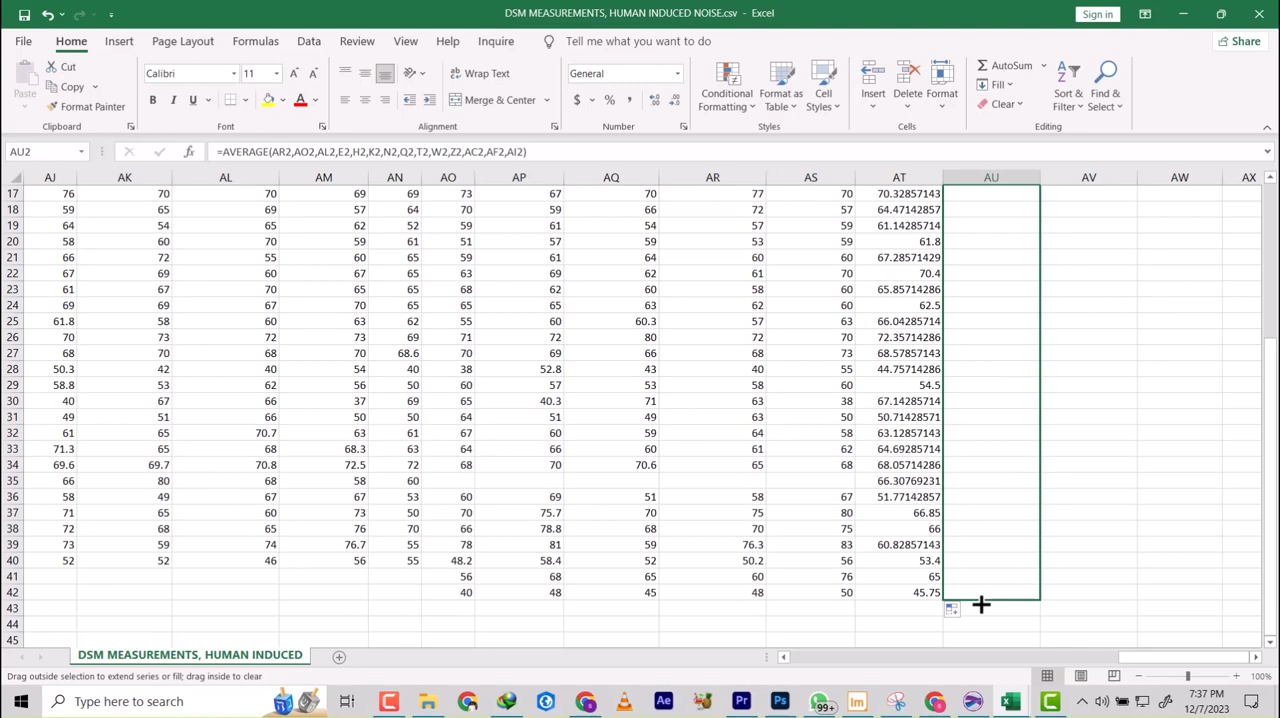 DSM MEASUREMENTS, HUMAN INDUCED NOISE.csv - Excel
Sign in
File Home Insert Page Layout Formulas Data Review View Help Inquire Tell me what you want to do Share
Paste
Cut
Copy
Format Painter
Clipboard
Calibri 11
B I U
Font
Wrap Text
Merge & Center
Alignment
General
$ % ,
Number
Conditional Formatting
Format as Table
Cell Styles
Styles
Insert Delete Format
Cells
AutoSum
Fill
Clear
Sort & Filter
Find & Select
Editing
AU2 fx =AVERAGE(AR2,AO2,AL2,E2,H2,K2,N2,Q2,T2,W2,Z2,AC2,AF2,AI2)
AJ AK AL AM AN AO AP AQ AR AS AT AU AV AW AX
17 76 70 70 69 69 73 67 70 77 70 70.32857143
18 59 65 69 57 64 70 59 66 72 57 64.47142857
19 64 54 65 62 52 59 61 54 57 59 61.14285714
20 58 60 70 59 61 51 57 59 53 59 61.8
21 66 72 55 60 65 59 61 64 60 60 67.28571429
22 67 69 60 67 65 63 69 62 61 70 70.4
23 61 67 70 65 65 68 62 60 58 60 65.85714286
24 69 69 67 70 65 65 65 63 62 60 62.5
25 61.8 58 60 63 62 55 60 60.3 57 63 66.04285714
26 70 73 72 73 69 71 72 80 72 70 72.35714286
27 68 70 68 70 68.6 70 69 66 68 73 68.57857143
28 50.3 42 40 54 40 38 52.8 43 40 55 44.75714286
29 58.8 53 62 56 50 60 57 53 58 60 54.5
30 40 67 66 37 69 65 40.3 71 63 38 67.14285714
31 49 51 66 50 50 64 51 49 63 50 50.71428571
32 61 65 70.7 63 61 67 60 59 64 58 63.12857143
33 71.3 65 68 68.3 63 64 66 60 61 62 64.69285714
34 69.6 69.7 70.8 72.5 72 68 70 70.6 65 68 68.05714286
35 66 80 68 58 60 66.30769231
36 58 49 67 67 53 60 69 51 58 67 51.77142857
37 71 65 60 73 50 70 75.7 70 75 80 66.85
38 72 68 65 76 70 66 78.8 68 70 75 66
39 73 59 74 76.7 55 78 81 59 76.3 83 60.82857143
40 52 52 46 56 55 48.2 58.4 52 50.2 56 53.4
41 56 68 65 60 76 65
42 40 48 45 48 50 45.75
43
44
45
DSM MEASUREMENTS, HUMAN INDUCED
Drag outside selection to extend series or fill; drag inside to clear
100%
Type here to search
Ae
Pr
Ps
99+
im
7:37 PM
12/7/2023